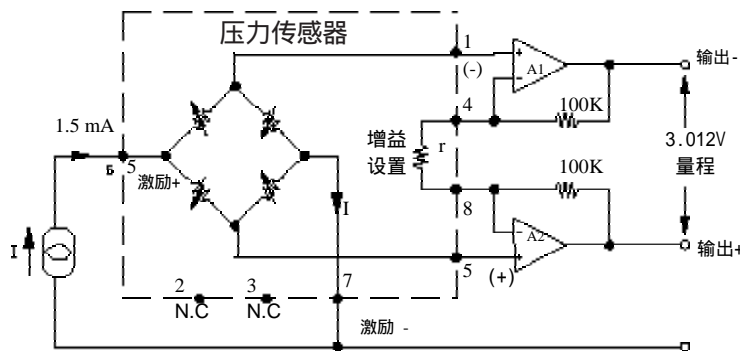 压力传感器
1
(-)
+
-
A1
输出-
4
100K
1.5 mA
增益
设置
r
3.012V
量程
Б
5
激励+
100K
I
8
I
-
A2
+
输出+
5
(+)
2
3
7
N.C
N.C
激励 -